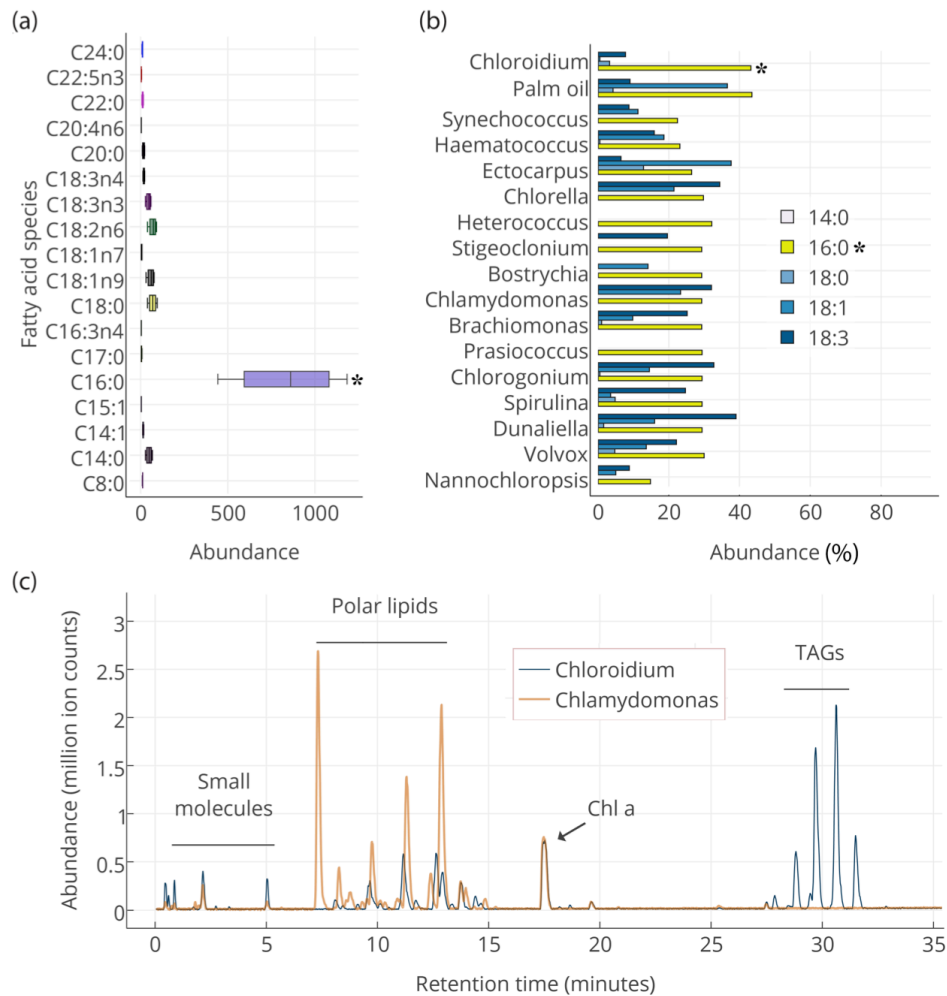 (a)
Fatty acid species
C24:0
C22:5n3
C22:0
C20:4n6
C20:0
C18:3n4
C18:3n3
C18:2n6
C18:1n7
C18:1n9
C18:0
C16:3n4
C17:0
C16:0
*
C15:1
C14:1
C14:0
C8:0
0 500 1000
Abundance
(b)
Chloroidium
*
Palm oil
Synechococcus
Haematococcus
Ectocarpus
Chlorella
Heterococcus
Stigeoclonium
Bostrychia
Chlamydomonas
Brachiomonas
Prasiococcus
Chlorogonium
Spirulina
Dunaliella
Volvox
Nannochloropsis
14:0
16:0 *
18:0
18:1
18:3
0 20 40 60 80
Abundance (%)
(c)
Abundance (million ion counts)
3
2.5
2
1.5
1
0.5
0
Small
molecules
Polar lipids
Chloroidium
Chlamydomonas
Chl a
TAGs
0 5 10 15 20 25 30 35
Retention time (minutes)